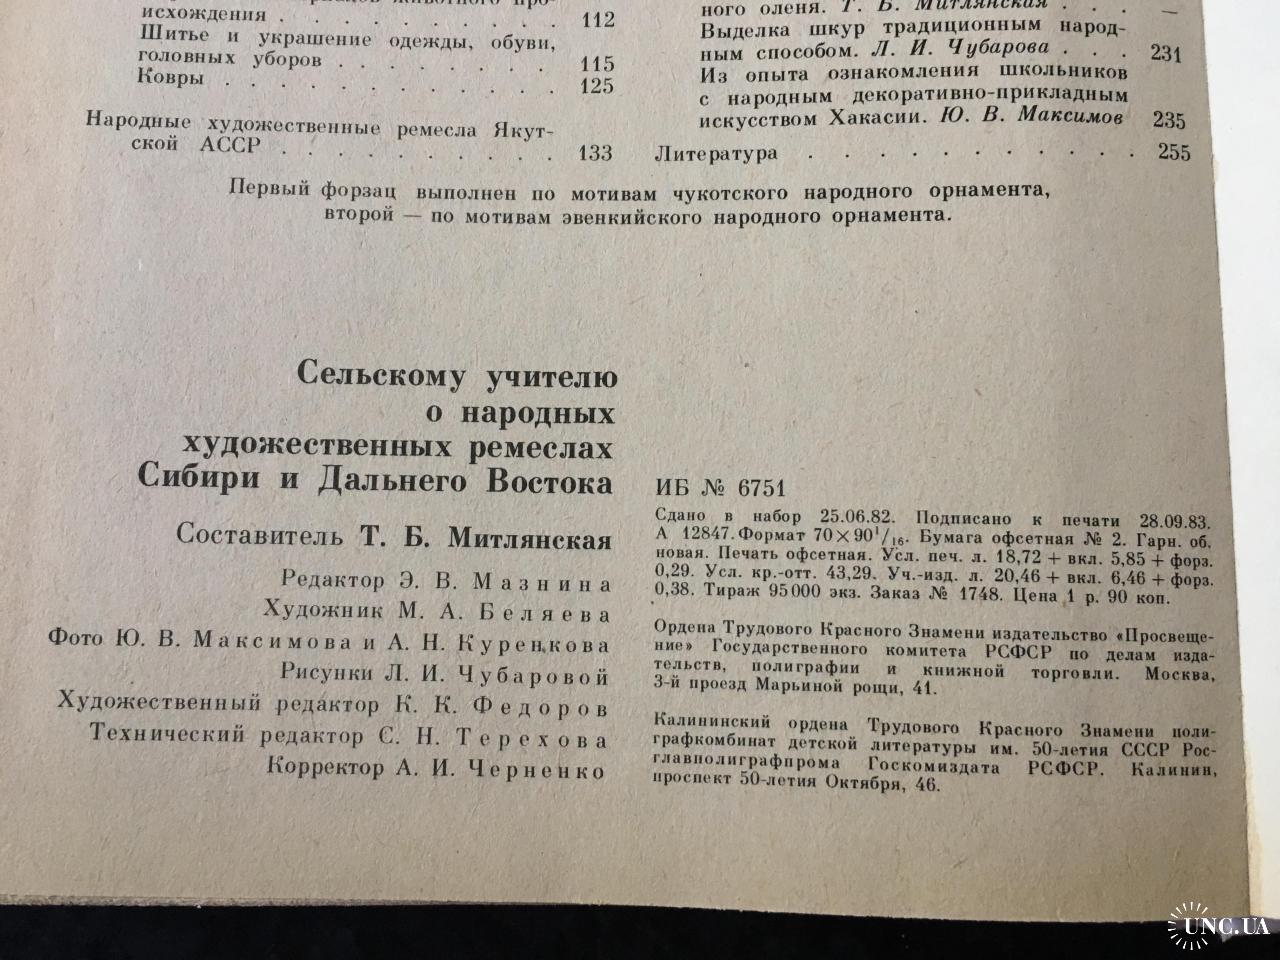 исхождения . . . . . . . . . . . 112
Шитье и украшение одежды, обуви,
головных уборов . . . . . . . . 115
Ковры . . . . . . . . . . . . 125
Народные художественные ремесла Якут-
ской АССР . . . . . . . . . . 133
ного оленя. Т. Б. Митлянская . . . —
Выделка шкур традиционным народ-
ным способом. Л. И. Чубарова . . . 231
Из опыта ознакомления школьников
с народным декоративно-прикладным
искусством Хакасии. Ю. В. Максимов 235
Литература . . . . . . . . . . 255
Первый форзац выполнен по мотивам чукотского народного орнамента,
второй — по мотивам эвенкийского народного орнамента.
Сельскому учителю
о народных
художественных ремеслах
Сибири и Дальнего Востока
Составитель Т. Б. Митлянская
Редактор Э. В. Мазнина
Художник М. А. Беляева
Фото Ю. В. Максимова и А. Н. Куренкова
Рисунки Л. И. Чубаровой
Художественный редактор К. К. Федоров
Технический редактор С. Н. Терехова
Корректор А. И. Черненко
ИБ № 6751
Сдано в набор 25.06.82. Подписано к печати 28.09.83.
А 12847. Формат 70×90¹/₁₆. Бумага офсетная № 2. Гарн. об.
новая. Печать офсетная. Усл. печ. л. 18,72 + вкл. 5,85 + форз.
0,29. Усл. кр.-отт. 43,29. Уч.-изд. л. 20,46 + вкл. 6,46 + форз.
0,38. Тираж 95 000 экз. Заказ № 1748. Цена 1 р. 90 коп.
Ордена Трудового Красного Знамени издательство «Просвеще-
ние» Государственного комитета РСФСР по делам изда-
тельств, полиграфии и книжной торговли. Москва,
3-й проезд Марьиной рощи, 41.
Калининский ордена Трудового Красного Знамени поли-
графкомбинат детской литературы им. 50-летия СССР Рос-
главполиграфпрома Госкомиздата РСФСР. Калинин,
проспект 50-летия Октября, 46.
UNC.UA